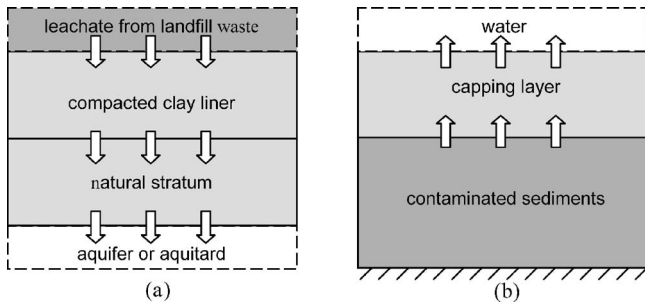 leachate from landfill waste
compacted clay liner
natural stratum
aquifer or aquitard
(a)
water
capping layer
contaminated sediments
(b)